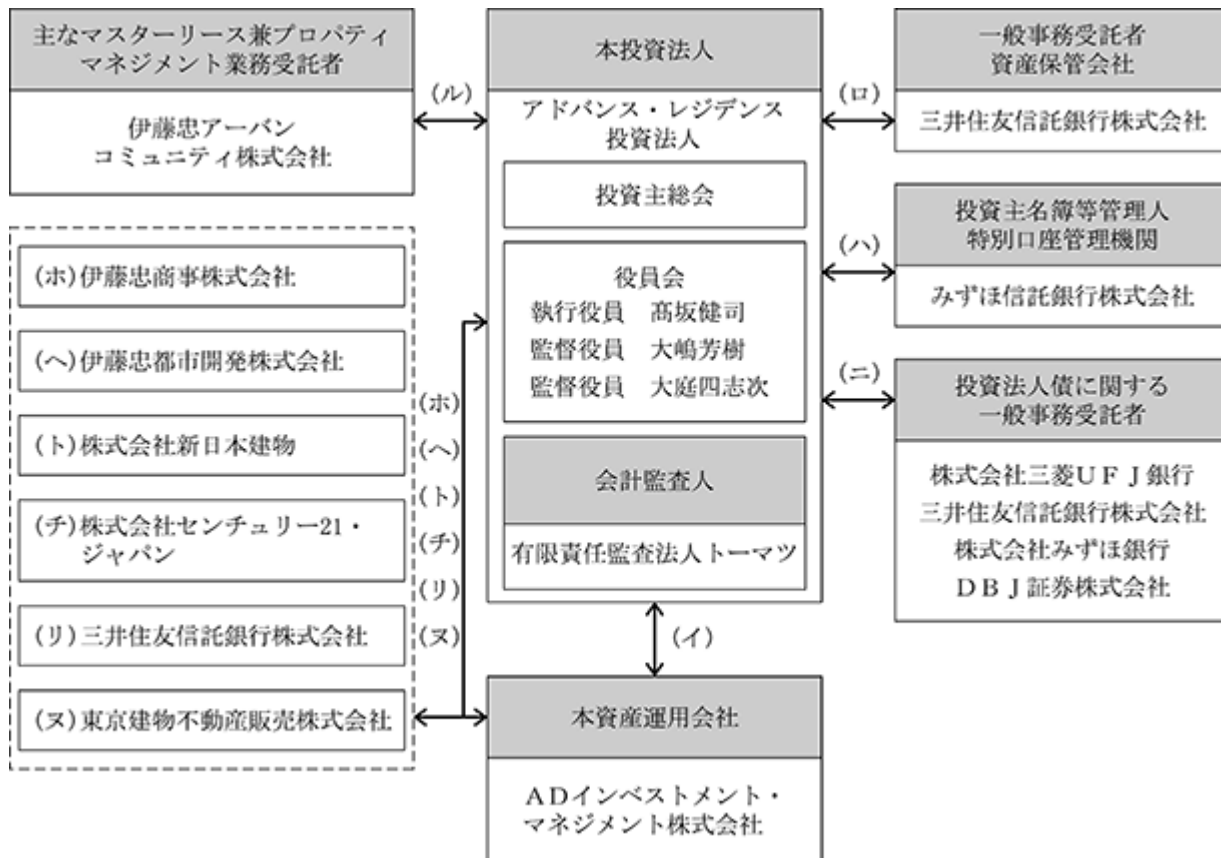 主なマスターリース兼プロパティ
マネジメント業務受託者
伊藤忠アーバン
コミュニティ株式会社
(ル)
(ホ)伊藤忠商事株式会社
(ヘ)伊藤忠都市開発株式会社
(ト)株式会社新日本建物
(チ)株式会社センチュリー21・
ジャパン
(リ)三井住友信託銀行株式会社
(ヌ)東京建物不動産販売株式会社
(ホ)
(ヘ)
(ト)
(チ)
(リ)
(ヌ)
本投資法人
アドバンス・レジデンス
投資法人
投資主総会
役員会
執行役員 髙坂健司
監督役員 大嶋芳樹
監督役員 大庭四志次
会計監査人
有限責任監査法人トーマツ
(イ)
本資産運用会社
ADインベストメント・
マネジメント株式会社
(ロ)
一般事務受託者
資産保管会社
三井住友信託銀行株式会社
(ハ)
投資主名簿等管理人
特別口座管理機関
みずほ信託銀行株式会社
(ニ)
投資法人債に関する
一般事務受託者
株式会社三菱UFJ銀行
三井住友信託銀行株式会社
株式会社みずほ銀行
DBJ証券株式会社